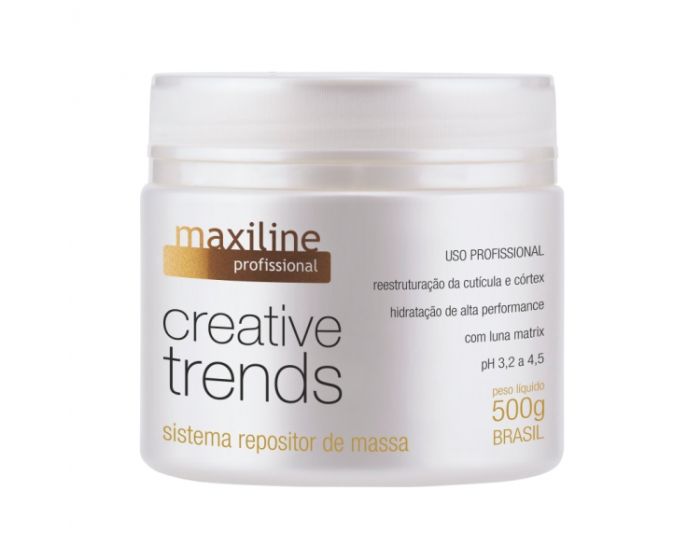 maxiline
profissional
creative
trends
sistema repositor de massa
USO PROFISSIONAL
reestruturação da cutícula e córtex
hidratação de alta performance
com luna matrix
pH 3,2 a 4,5
peso líquido
500g
BRASIL